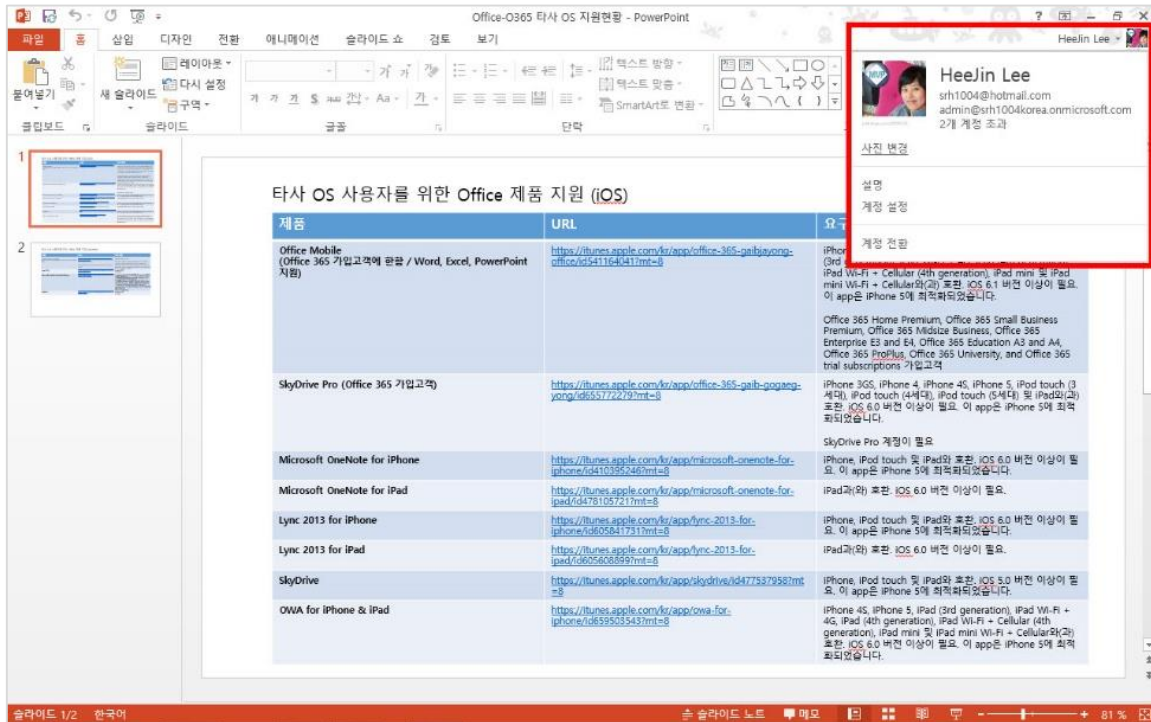 Office-O365 타사 OS 지원현황 - PowerPoint
파일 홈 삽입 디자인 전환 애니메이션 슬라이드 쇼 검토 보기
HeeJin Lee
붙여넣기
새 슬라이드
레이아웃
다시 설정
구역
텍스트 방향
텍스트 맞춤
SmartArt로 변환
클립보드 슬라이드 글꼴 단락
HeeJin Lee
srh1004@hotmail.com
admin@srh1004korea.onmicrosoft.com
2개 계정 초과
사진 변경
설명
계정 설정
계정 전환
1
2
타사 OS 사용자를 위한 Office 제품 지원 (iOS)
제품 URL
Office Mobile
(Office 365 가입고객에 한함 / Word, Excel, PowerPoint
지원)
https://itunes.apple.com/kr/app/office-365-gaibjayong-
office/id541164041?mt=8
iPad Wi-Fi + Cellular (4th generation), iPad mini 및 iPad
mini Wi-Fi + Cellular와(과) 호환. iOS 6.1 버전 이상이 필요.
이 app은 iPhone 5에 최적화되었습니다.
Office 365 Home Premium, Office 365 Small Business
Premium, Office 365 Midsize Business, Office 365
Enterprise E3 and E4, Office 365 Education A3 and A4,
Office 365 ProPlus, Office 365 University, and Office 365
trial subscriptions 가입고객
SkyDrive Pro (Office 365 가입고객)
https://itunes.apple.com/kr/app/office-365-gaib-gogaeg-
yong/id655772279?mt=8
iPhone 3GS, iPhone 4, iPhone 4S, iPhone 5, iPod touch (3
세대), iPod touch (4세대), iPod touch (5세대) 및 iPad와(과)
호환. iOS 6.0 버전 이상이 필요. 이 app은 iPhone 5에 최적
화되었습니다.
SkyDrive Pro 계정이 필요
Microsoft OneNote for iPhone
https://itunes.apple.com/kr/app/microsoft-onenote-for-
iphone/id410395246?mt=8
iPhone, iPod touch 및 iPad와 호환. iOS 6.0 버전 이상이 필
요. 이 app은 iPhone 5에 최적화되었습니다.
Microsoft OneNote for iPad
https://itunes.apple.com/kr/app/microsoft-onenote-for-
ipad/id478105721?mt=8
iPad과(와) 호환. iOS 6.0 버전 이상이 필요.
Lync 2013 for iPhone
https://itunes.apple.com/kr/app/lync-2013-for-
iphone/id605841731?mt=8
iPhone, iPod touch 및 iPad와 호환. iOS 6.0 버전 이상이 필
요. 이 app은 iPhone 5에 최적화되었습니다.
Lync 2013 for iPad
https://itunes.apple.com/kr/app/lync-2013-for-
ipad/id605608899?mt=8
iPad과(와) 호환. iOS 6.0 버전 이상이 필요.
SkyDrive
https://itunes.apple.com/kr/app/skydrive/id477537958?mt
=8
iPhone, iPod touch 및 iPad와 호환. iOS 5.0 버전 이상이 필
요. 이 app은 iPhone 5에 최적화되었습니다.
OWA for iPhone & iPad
https://itunes.apple.com/kr/app/owa-for-
iphone/id659503543?mt=8
iPhone 4S, iPhone 5, iPad (3rd generation), iPad Wi-Fi +
4G, iPad (4th generation), iPad Wi-Fi + Cellular (4th
generation), iPad mini 및 iPad mini Wi-Fi + Cellular와(과)
호환. iOS 6.0 버전 이상이 필요. 이 app은 iPhone 5에 최적
화되었습니다.
슬라이드 1/2 한국어 슬라이드 노트 메모 81 %